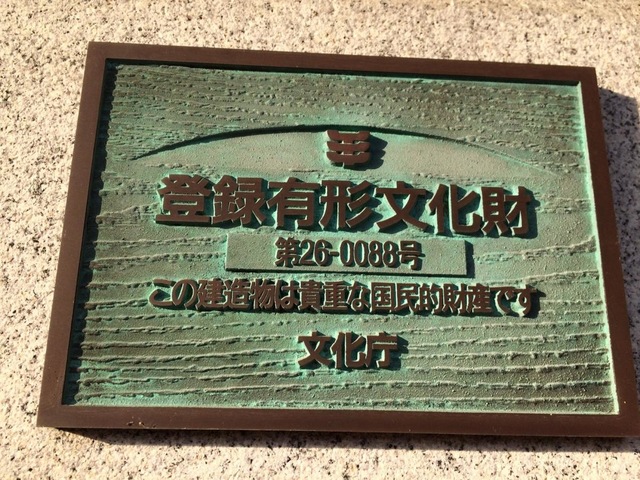 登録有形文化財
第26-0088号
この建造物は貴重な国民的財産です
文化庁